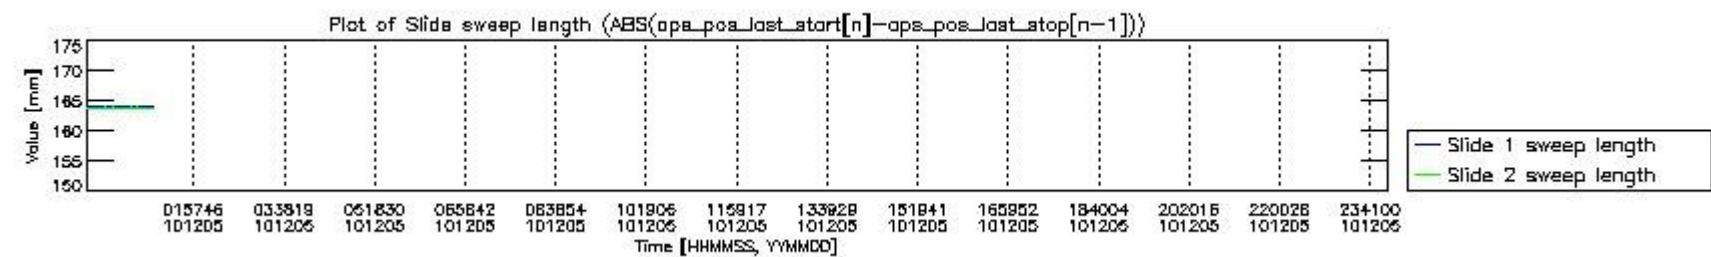 Plot of Slide sweep length (ABS(aps_pos_last_start[n]-aps_pos_last_stop[n-1]))
Value [mm]
175
170
165
160
155
150
015746 033819 051830 065842 083854 101906 115917 133929 151941 165952 184004 202016 220028 234100
101205 101205 101205 101205 101205 101205 101205 101205 101205 101205 101205 101205 101205 101205
Time [HHMMSS, YYMMDD]
Slide 1 sweep length
Slide 2 sweep length